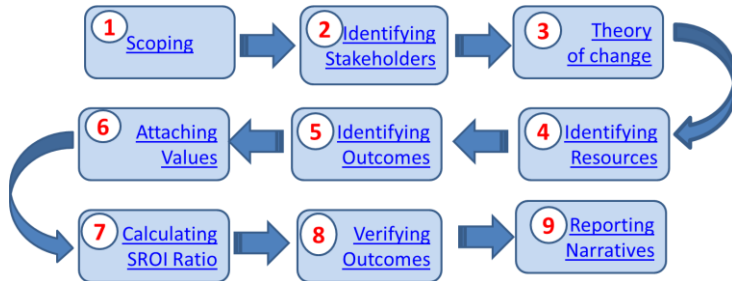 1
Scoping
2
Identifying
Stakeholders
3
Theory
of change
4
Identifying
Resources
5
Identifying
Outcomes
6
Attaching
Values
7
Calculating
SROI Ratio
8
Verifying
Outcomes
9
Reporting
Narratives